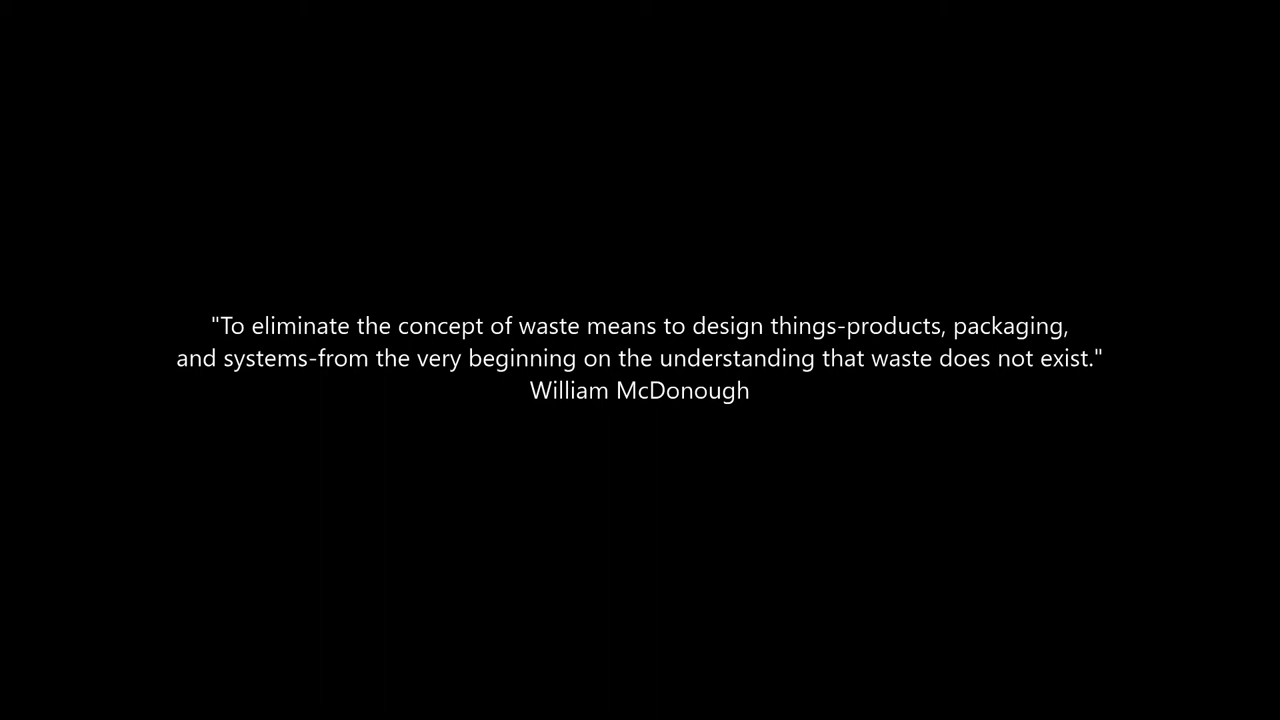 "To eliminate the concept of waste means to design things-products, packaging,
and systems-from the very beginning on the understanding that waste does not exist."
William McDonough